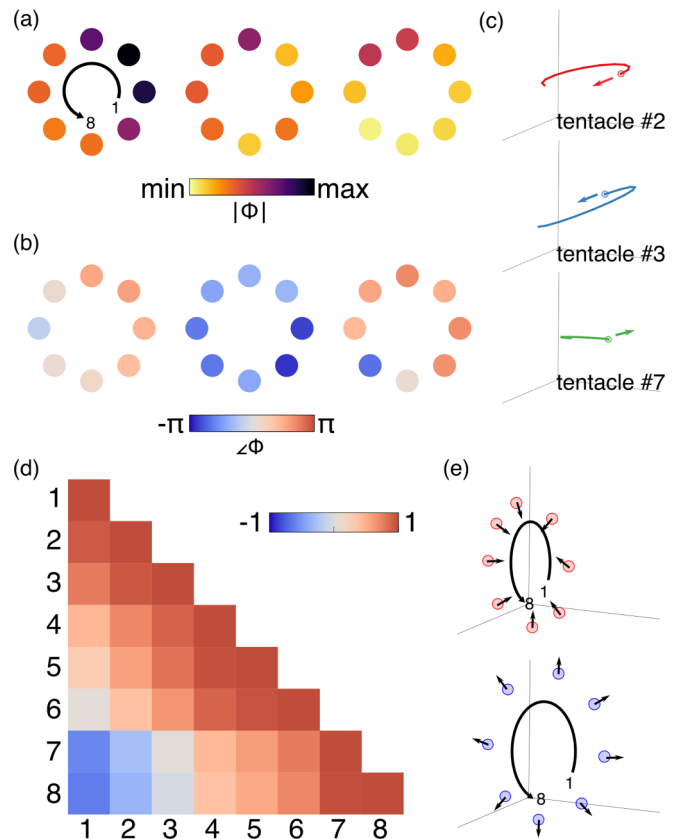 (a)
1
8
min max
|Φ|
(b)
-π π
∠Φ
(c)
tentacle #2
tentacle #3
tentacle #7
(d)
1
2
3
4
5
6
7
8
1 2 3 4 5 6 7 8
-1 1
(e)
1
8
1
8